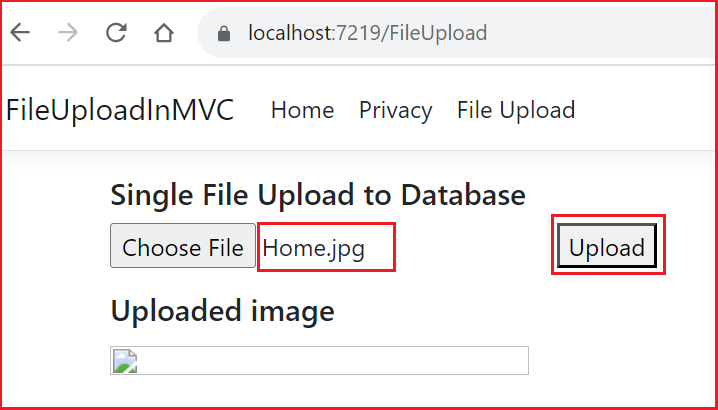 localhost:7219/FileUpload
FileUploadInMVC Home Privacy File Upload
Single File Upload to Database
Choose File Home.jpg Upload
Uploaded image